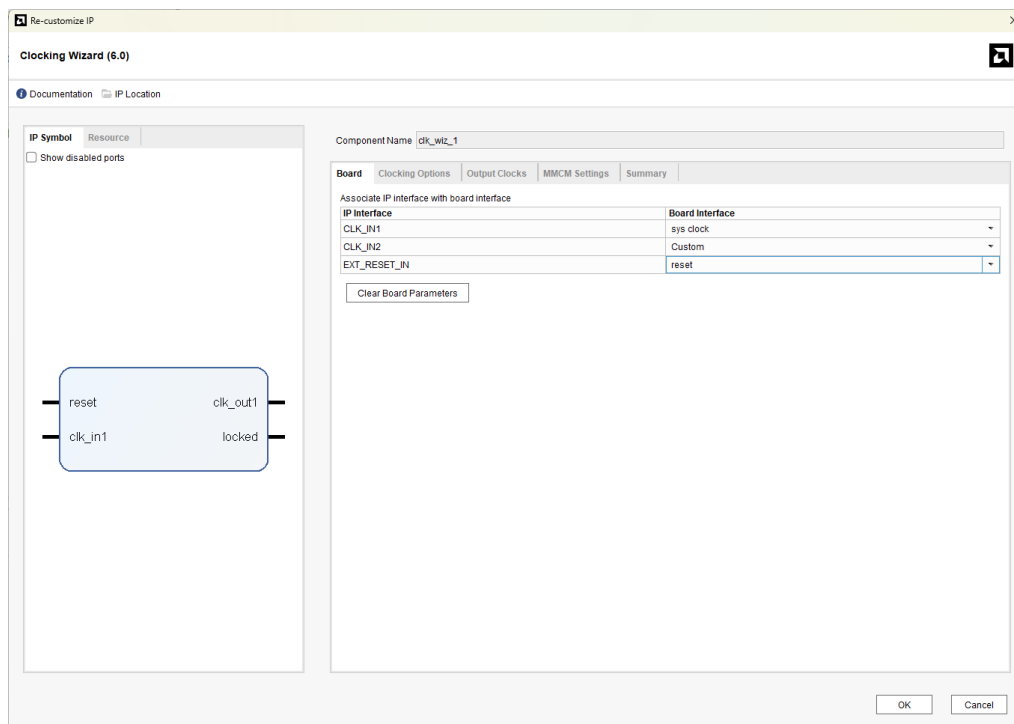 Re-customize IP
Clocking Wizard (6.0)
Documentation IP Location
IP Symbol Resource
Show disabled ports
reset clk_out1
clk_in1 locked
Component Name clk_wiz_1
Board Clocking Options Output Clocks MMCM Settings Summary
Associate IP interface with board interface
IP Interface Board Interface
CLK_IN1 sys clock
CLK_IN2 Custom
EXT_RESET_IN reset
Clear Board Parameters
OK Cancel